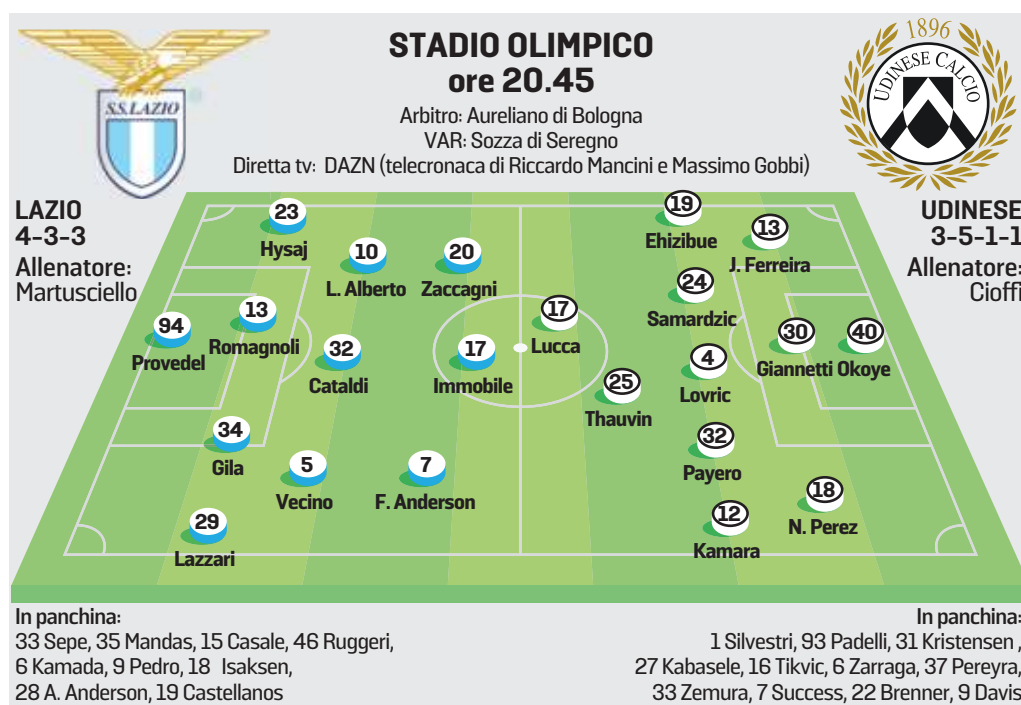 STADIO OLIMPICO
ore 20.45
Arbitro: Aureliano di Bologna
VAR: Sozza di Seregno
Diretta tv: DAZN (telecronaca di Riccardo Mancini e Massimo Gobbi)
S.S.LAZIO
1896
UDINESE CALCIO
LAZIO
4-3-3
Allenatore:
Martusciello
UDINESE
3-5-1-1
Allenatore:
Cioffi
23
Hysaj
10
L. Alberto
20
Zaccagni
94
Provedel
13
Romagnoli
32
Cataldi
17
Immobile
34
Gila
5
Vecino
7
F. Anderson
29
Lazzari
17
Lucca
25
Thauvin
19
Ehizibue
13
J. Ferreira
24
Samardzic
30
Giannetti
40
Okoye
4
Lovric
32
Payero
18
N. Perez
12
Kamara
In panchina:
33 Sepe, 35 Mandas, 15 Casale, 46 Ruggeri,
6 Kamada, 9 Pedro, 18 Isaksen,
28 A. Anderson, 19 Castellanos
In panchina:
1 Silvestri, 93 Padelli, 31 Kristensen ,
27 Kabasele, 16 Tikvic, 6 Zarraga, 37 Pereyra,
33 Zemura, 7 Success, 22 Brenner, 9 Davis